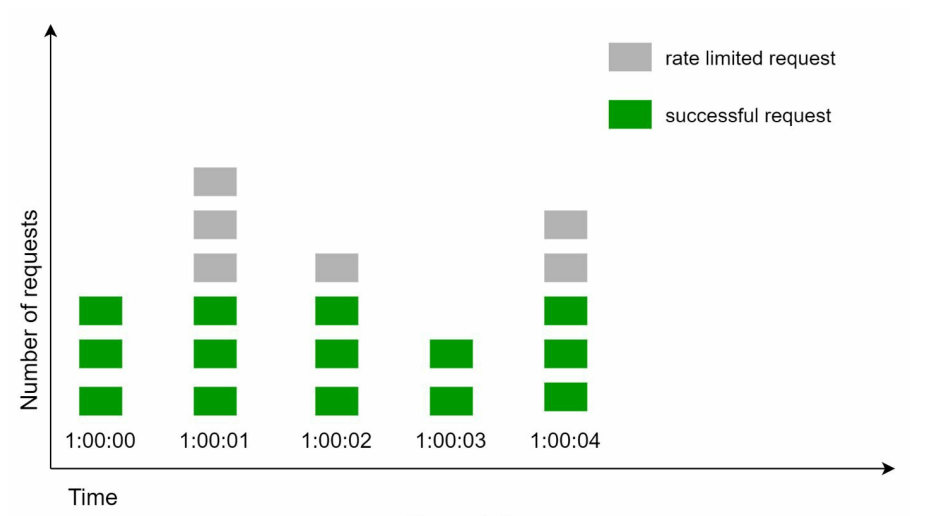 rate limited request
successful request
Number of requests
1:00:00 1:00:01 1:00:02 1:00:03 1:00:04
Time